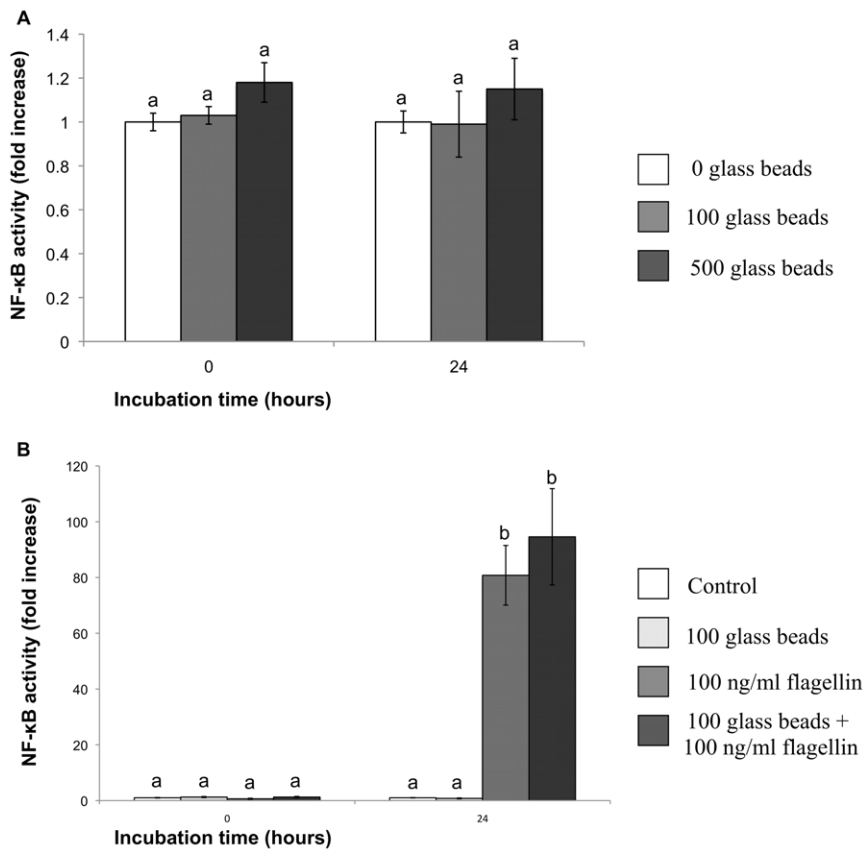 A
NF-κB activity (fold increase)
1.4
1.2
1
0.8
0.6
0.4
0.2
0
a
a
a
a
a
a
0
24
Incubation time (hours)
0 glass beads
100 glass beads
500 glass beads
B
NF-κB activity (fold increase)
120
100
80
60
40
20
0
a
a
a
a
a
a
b
b
0
24
Incubation time (hours)
Control
100 glass beads
100 ng/ml flagellin
100 glass beads +
100 ng/ml flagellin